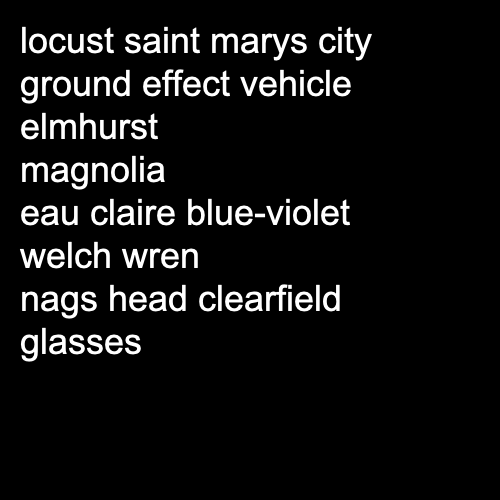 locust saint marys city
ground effect vehicle
elmhurst
magnolia
eau claire blue-violet
welch wren
nags head clearfield
glasses